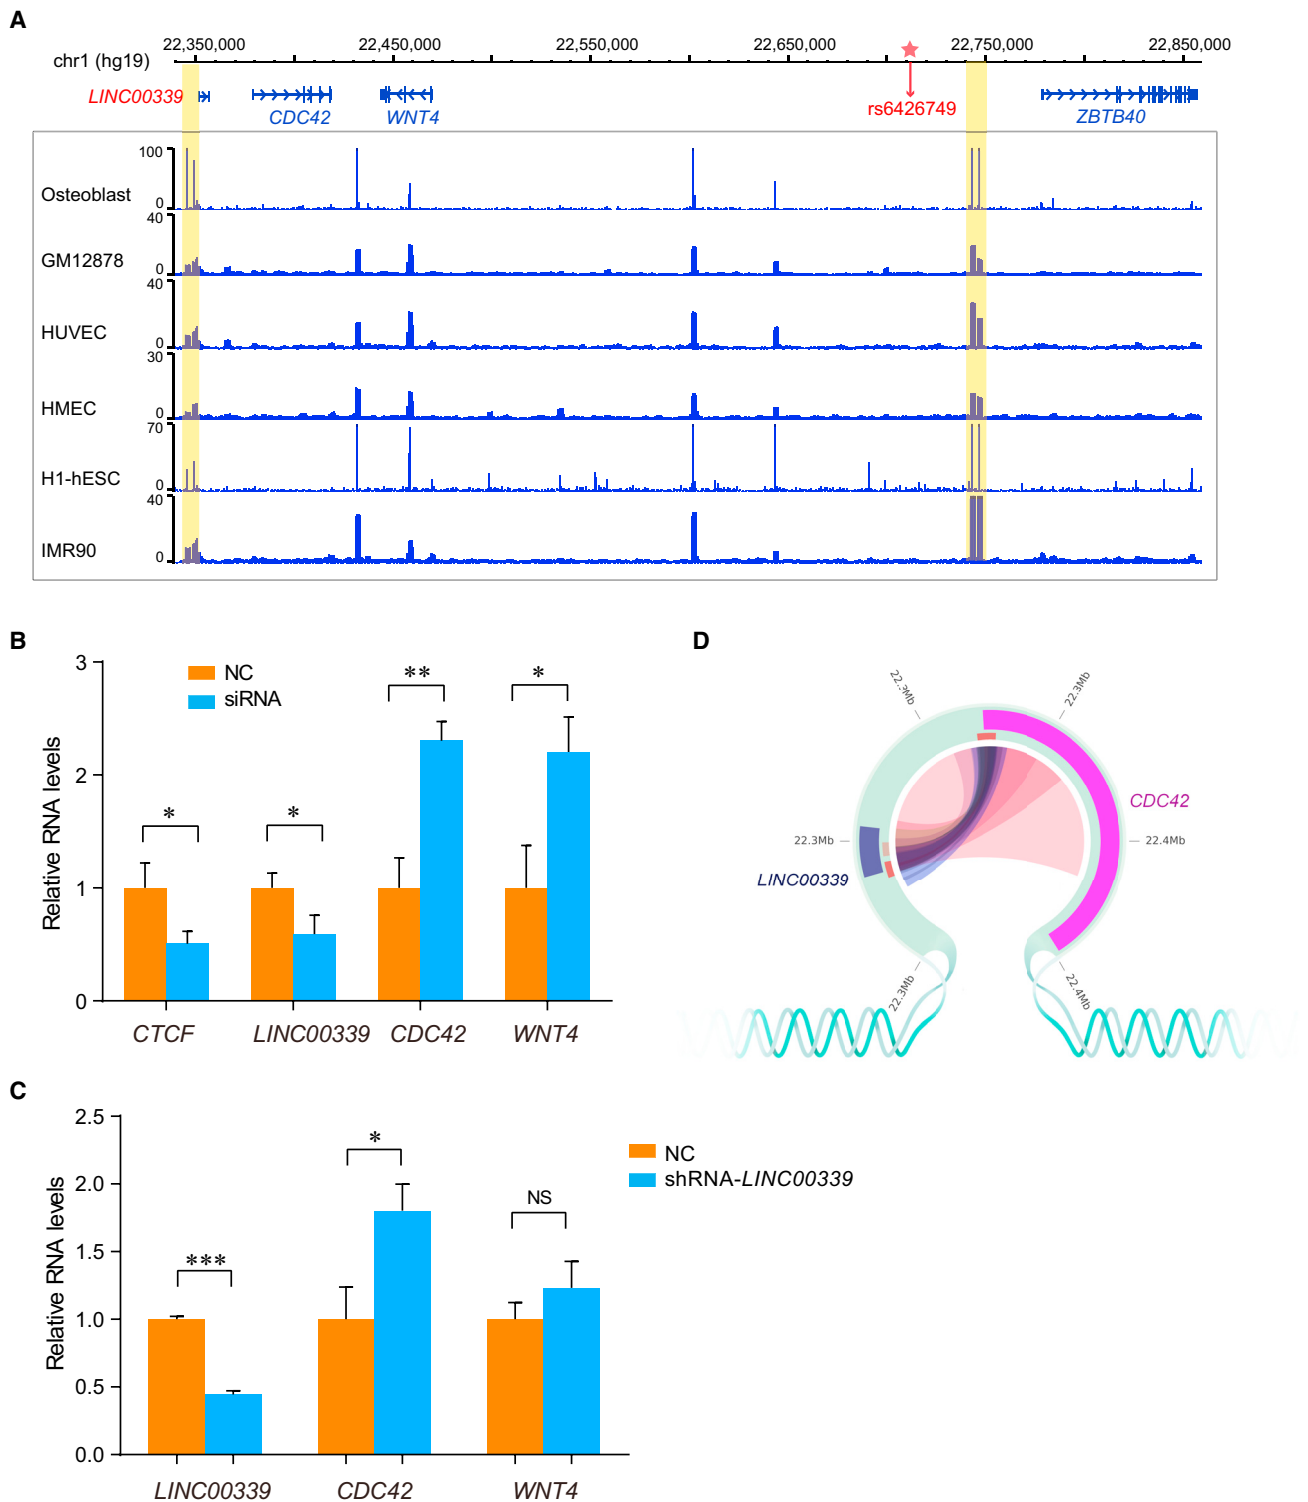 A
22,350,000 22,450,000 22,550,000 22,650,000 22,750,000 22,850,000
chr1 (hg19)
LINC00339 CDC42 WNT4 rs6426749 ZBTB40
100
Osteoblast
0
40
GM12878
0
40
HUVEC
0
30
HMEC
0
70
H1-hESC
0
40
IMR90
0
B
3
2
1
0
Relative RNA levels
NC
siRNA
* * ** *
CTCF LINC00339 CDC42 WNT4
D
22.3Mb
22.3Mb
CDC42
22.3Mb
22.4Mb
LINC00339
22.3Mb
22.4Mb
C
2.5
2.0
1.5
1.0
0.5
0.0
Relative RNA levels
NC
shRNA-LINC00339
*** * NS
LINC00339 CDC42 WNT4